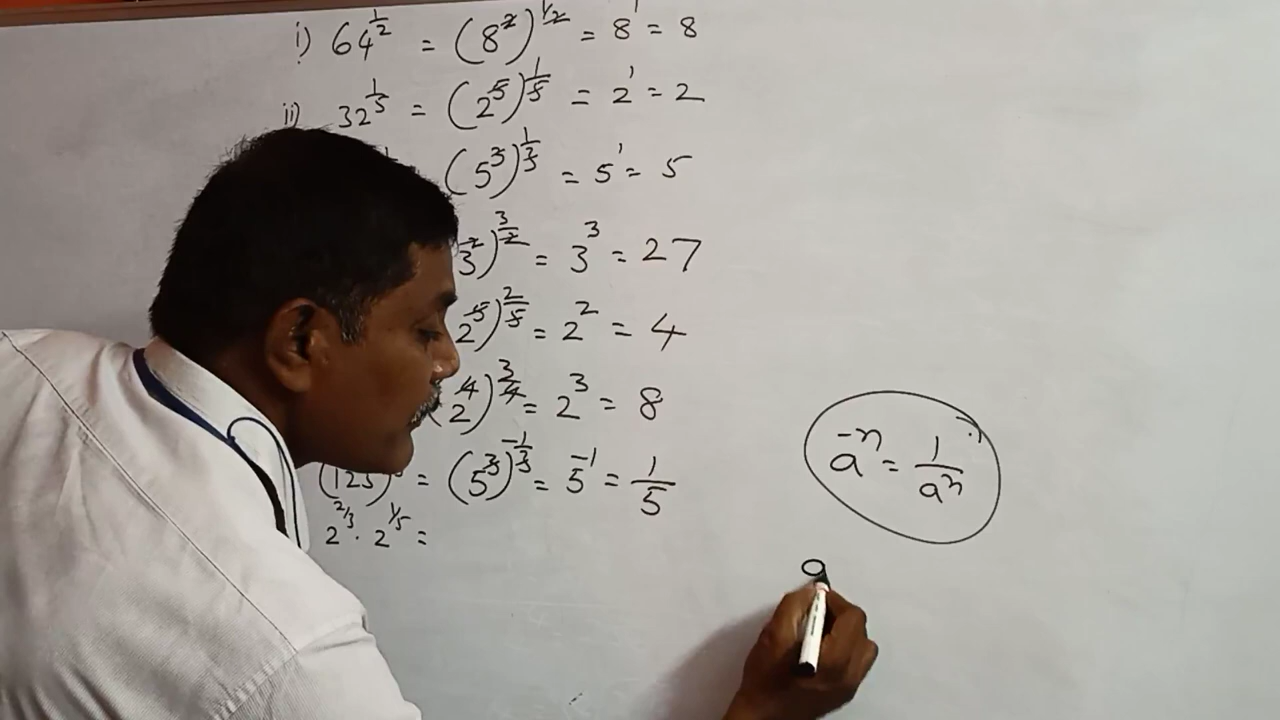 i) 64^{1/2} = (8^2)^{1/2} = 8^1 = 8
ii) 32^{1/5} = (2^5)^{1/5} = 2^1 = 2
(5^3)^{1/3} = 5^1 = 5
3^2)^{3/2} = 3^3 = 27
2^5)^{2/5} = 2^2 = 4
(2^4)^{3/4} = 2^3 = 8
(125) = (5^3)^{-1/3} = 5^{-1} = 1/5
2^{2/3} · 2^{1/5} =
a^{-n} = 1/a^n
a